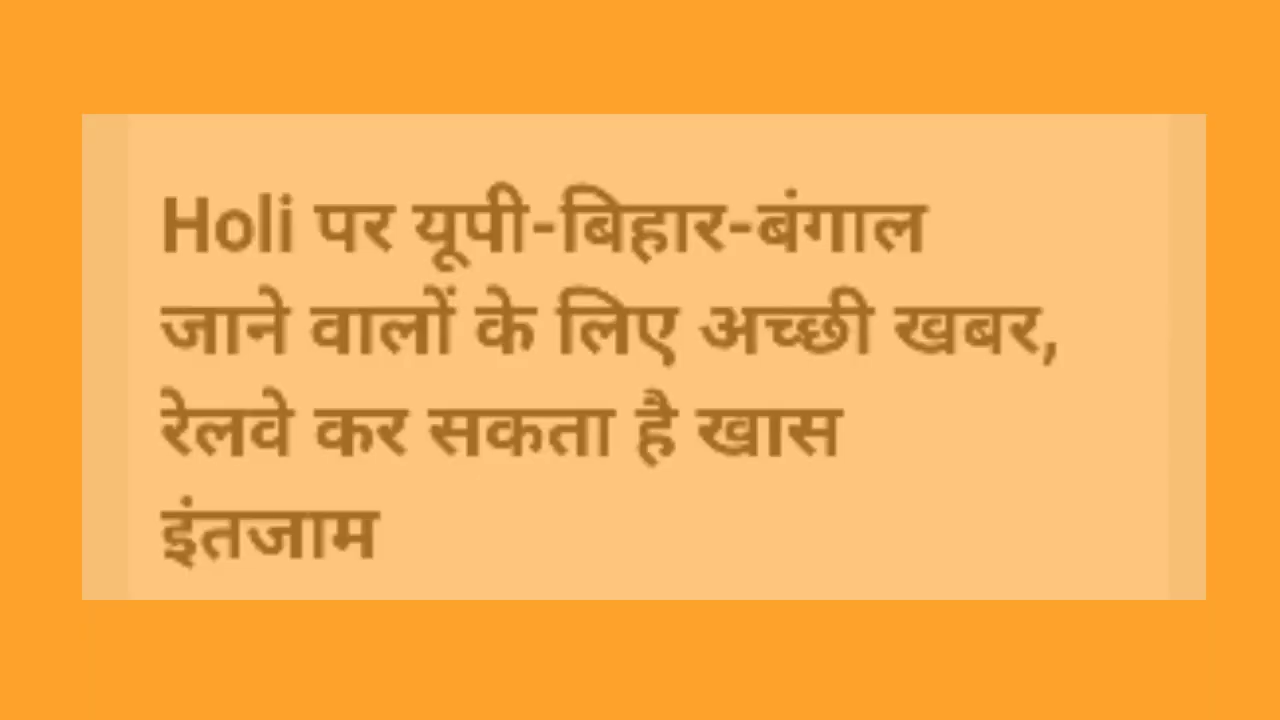 Holi पर यूपी-बिहार-बंगाल
जाने वालों के लिए अच्छी खबर,
रेलवे कर सकता है खास
इंतजाम